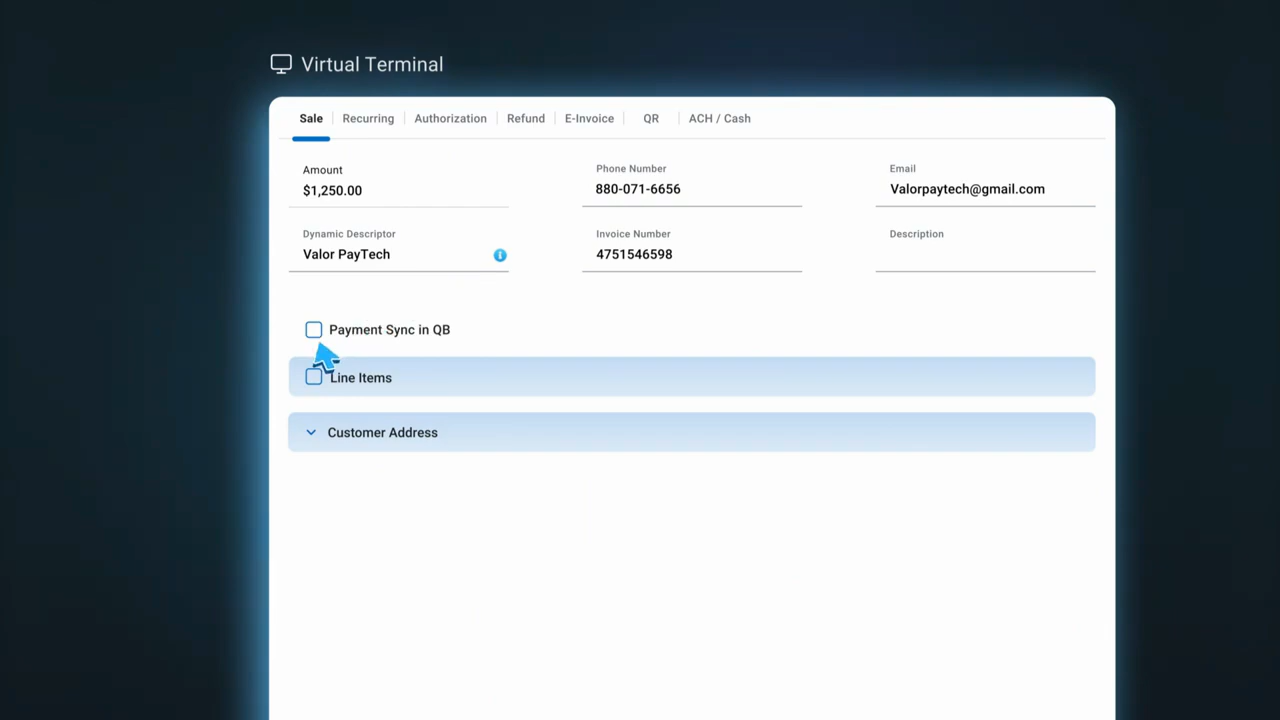 Virtual Terminal
Sale Recurring Authorization Refund E-Invoice QR ACH / Cash
Amount Phone Number Email
$1,250.00 880-071-6656 Valorpaytech@gmail.com
Dynamic Descriptor Invoice Number Description
Valor PayTech 4751546598
Payment Sync in QB
Line Items
Customer Address